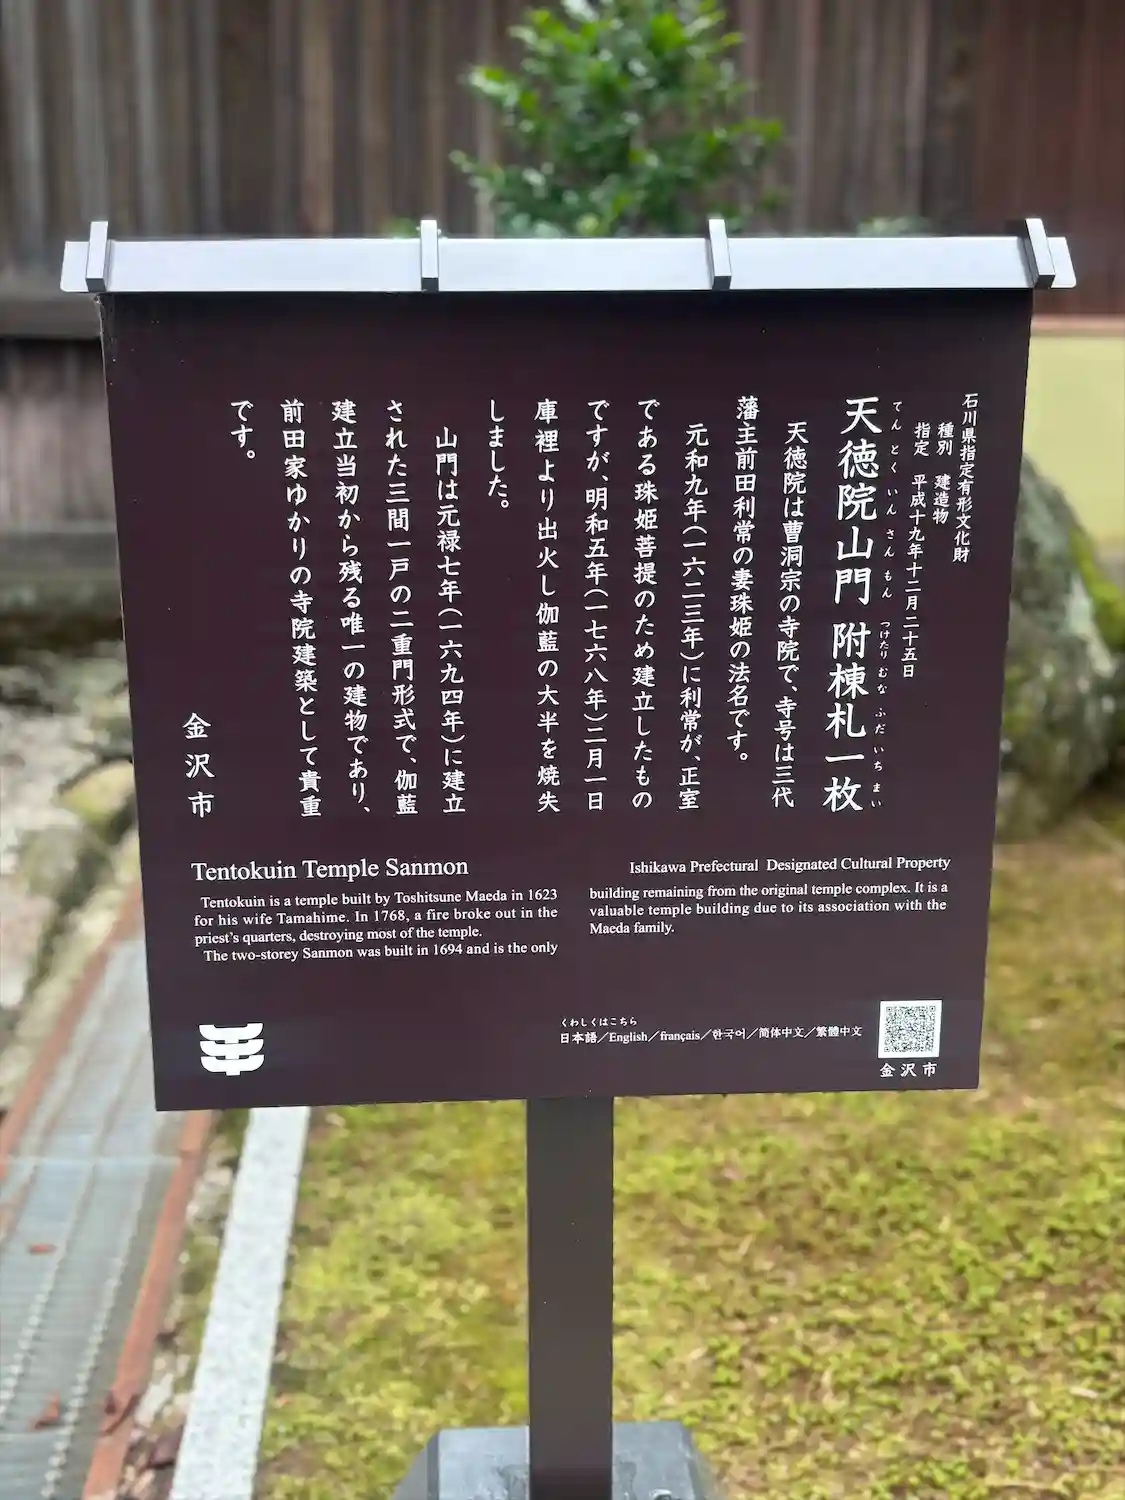 石川県指定有形文化財
種別 建造物
指定 平成十九年十二月二十五日
てんとくいんさんもん つけたりむなふだいちまい
天徳院山門 附棟札一枚
天徳院は曹洞宗の寺院で、寺号は三代
藩主前田利常の妻珠姫の法名です。
元和九年(一六二三年)に利常が、正室
である珠姫菩提のため建立したもの
ですが、明和五年(一七六八年)二月一日
庫裡より出火し伽藍の大半を焼失
しました。
山門は元禄七年(一六九四年)に建立
された三間一戸の二重門形式で、伽藍
建立当初から残る唯一の建物であり、
前田家ゆかりの寺院建築として貴重
です。
金沢市
Tentokuin Temple Sanmon
Tentokuin is a temple built by Toshitsune Maeda in 1623
for his wife Tamahime. In 1768, a fire broke out in the
priest's quarters, destroying most of the temple.
The two-storey Sanmon was built in 1694 and is the only
Ishikawa Prefectural Designated Cultural Property
building remaining from the original temple complex. It is a
valuable temple building due to its association with the
Maeda family.
くわしくはこちら
日本語/English/français/한국어/简体中文/繁體中文
金沢市